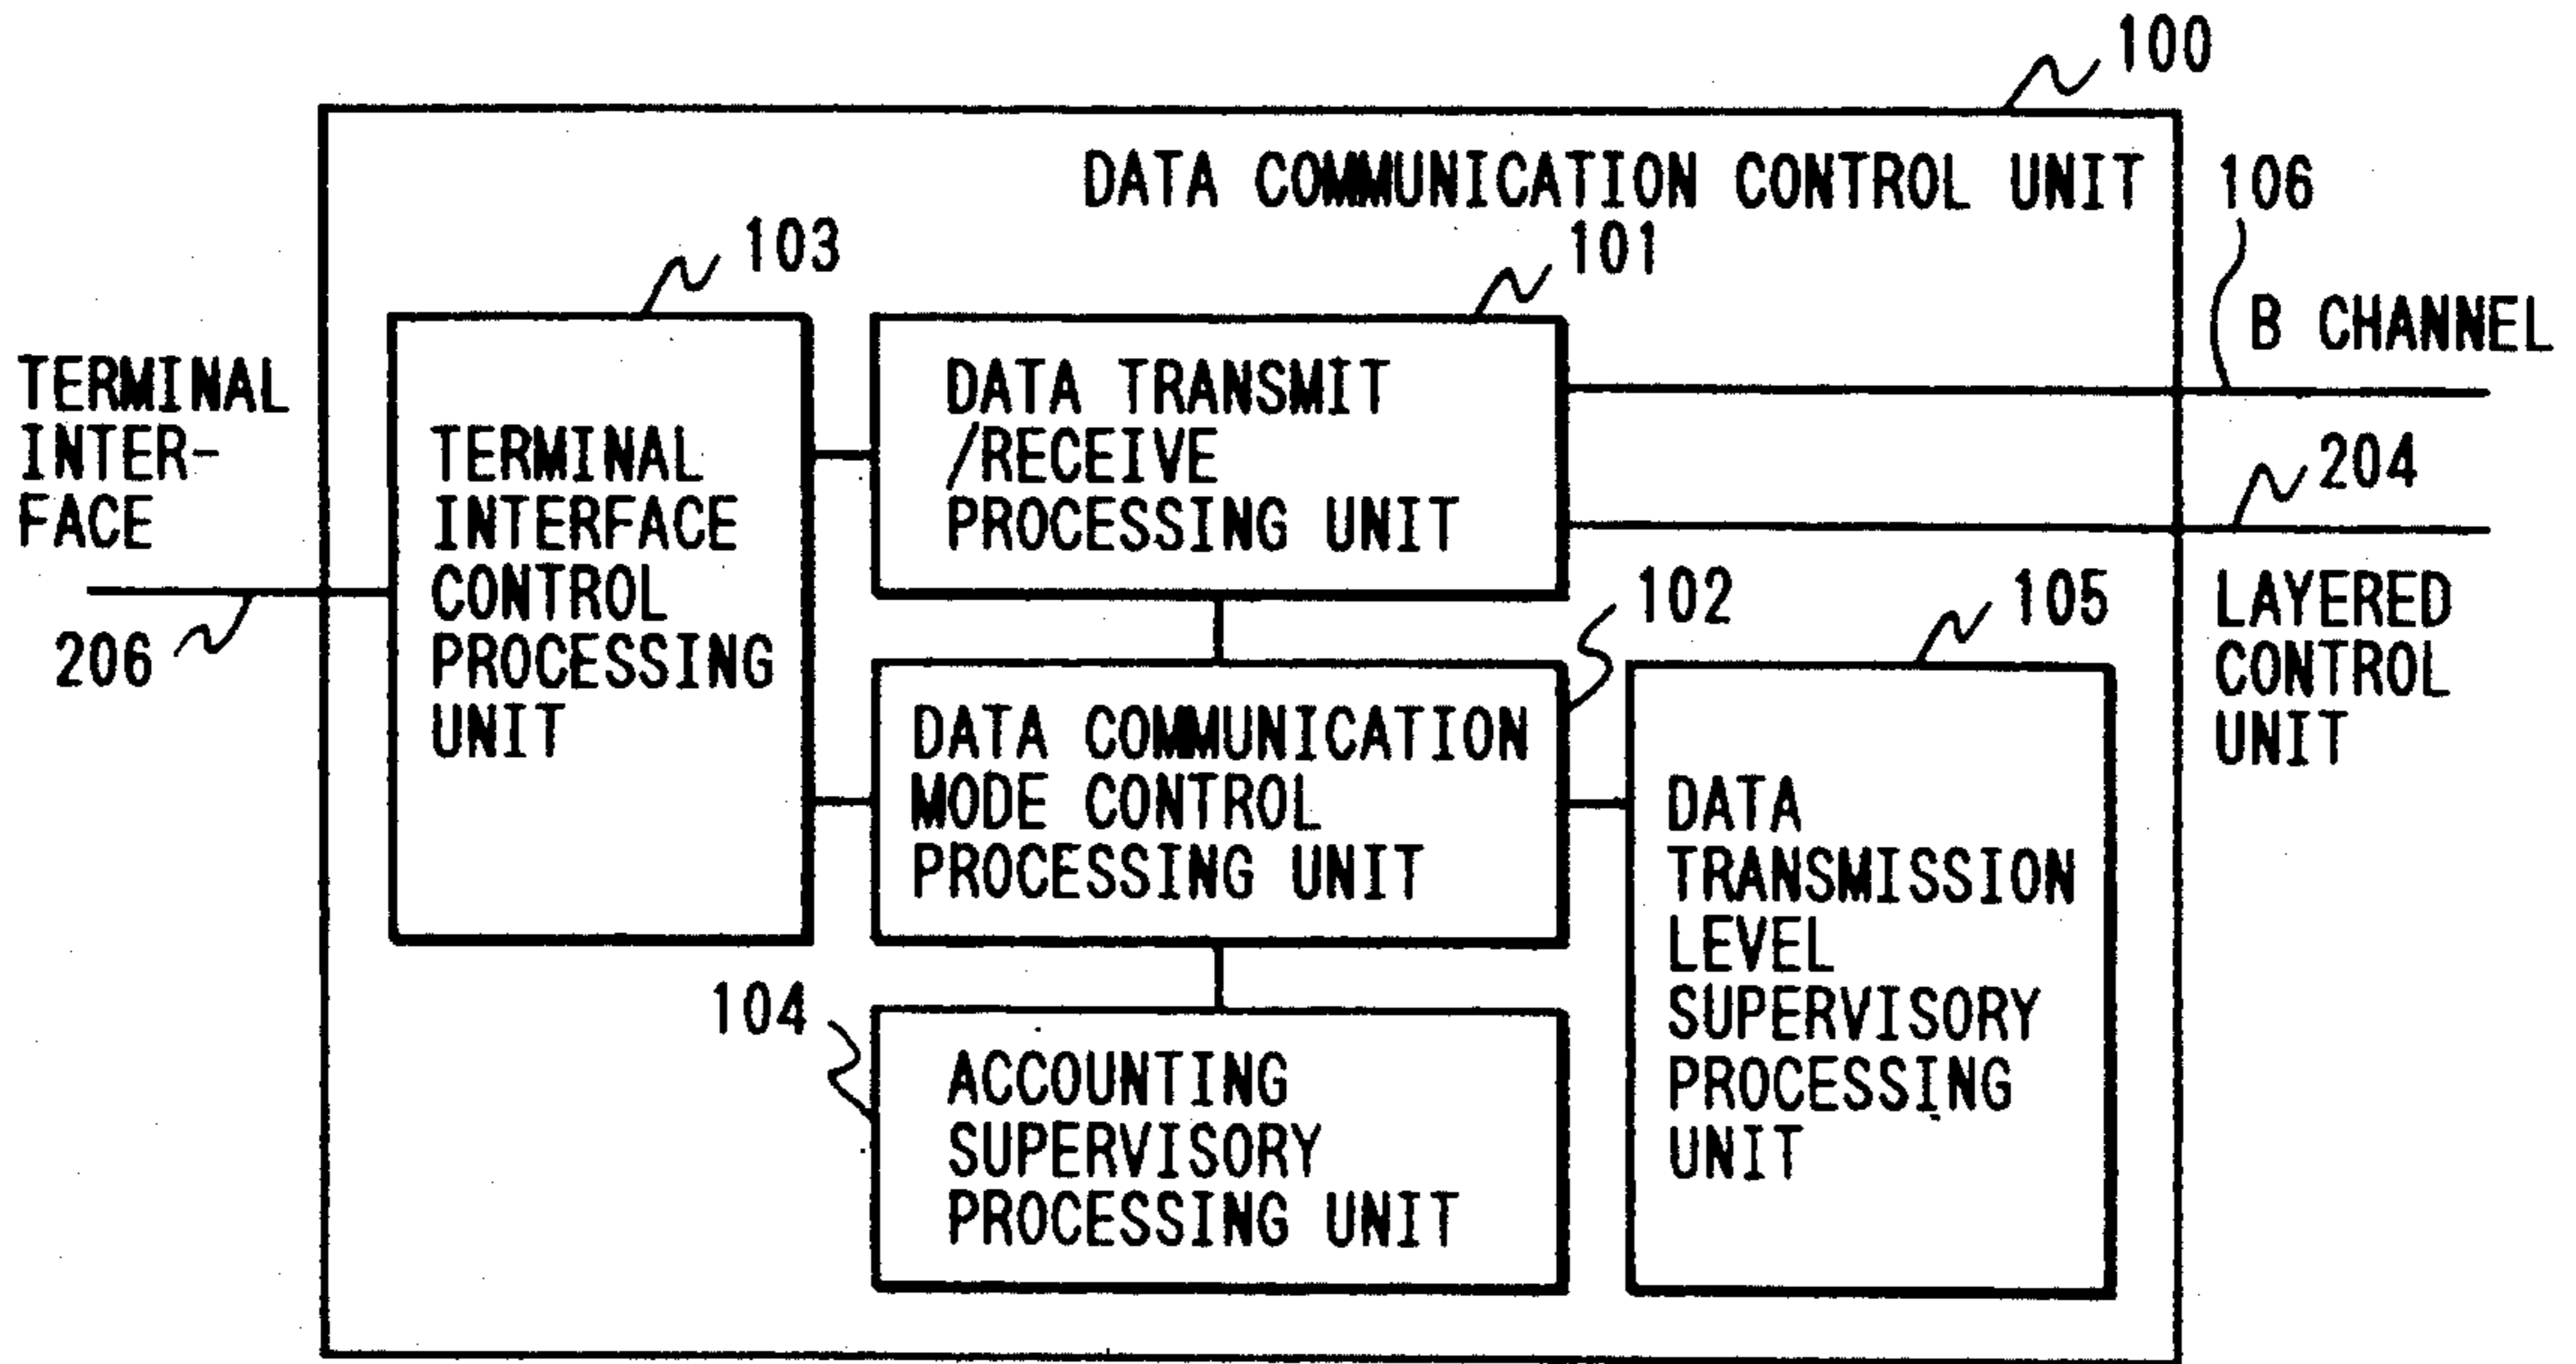 100
DATA COMMUNICATION CONTROL UNIT
106
103
101
B CHANNEL
TERMINAL
INTER-
FACE
206
TERMINAL
INTERFACE
CONTROL
PROCESSING
UNIT
DATA TRANSMIT
/RECEIVE
PROCESSING UNIT
204
LAYERED
CONTROL
UNIT
102
105
DATA COMMUNICATION
MODE CONTROL
PROCESSING UNIT
DATA
TRANSMISSION
LEVEL
SUPERVISORY
PROCESSING
UNIT
104
ACCOUNTING
SUPERVISORY
PROCESSING UNIT